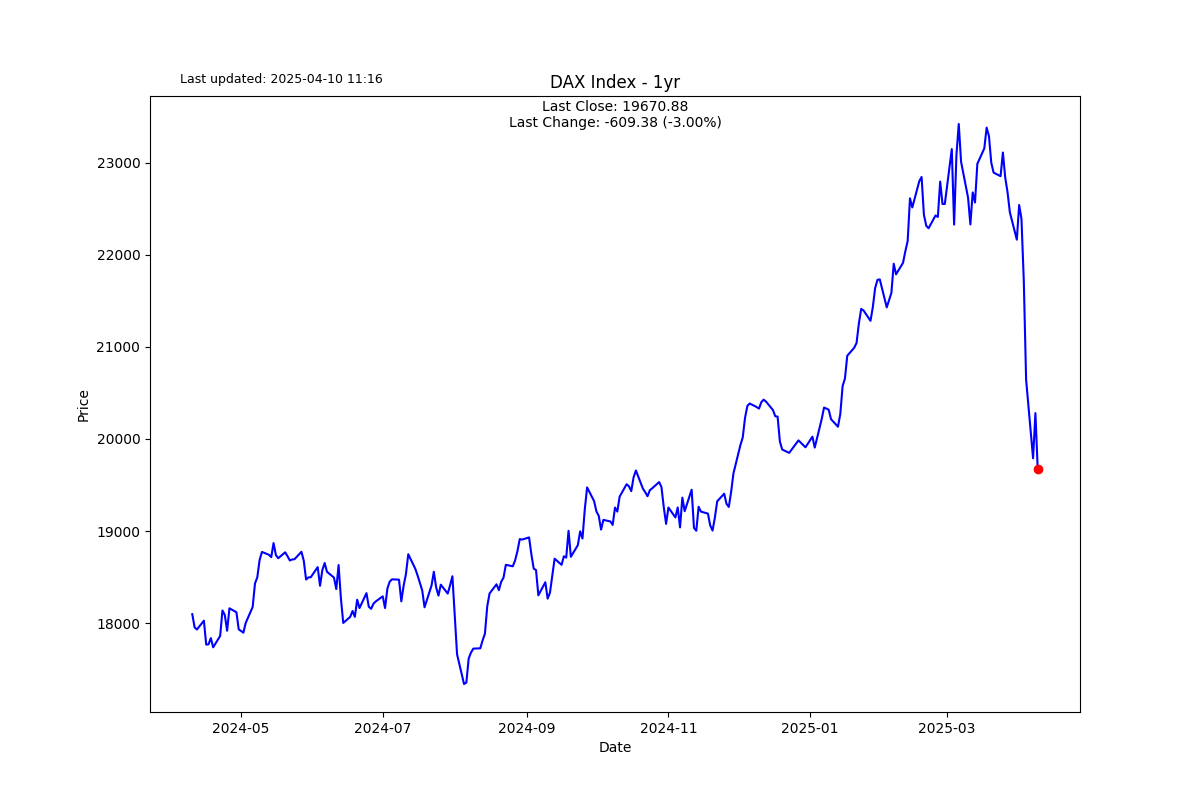 Last updated: 2025-04-10 11:16
DAX Index - 1yr
Last Close: 19670.88
Last Change: -609.38 (-3.00%)
23000
22000
21000
20000
19000
18000
Price
2024-05
2024-07
2024-09
2024-11
2025-01
2025-03
Date